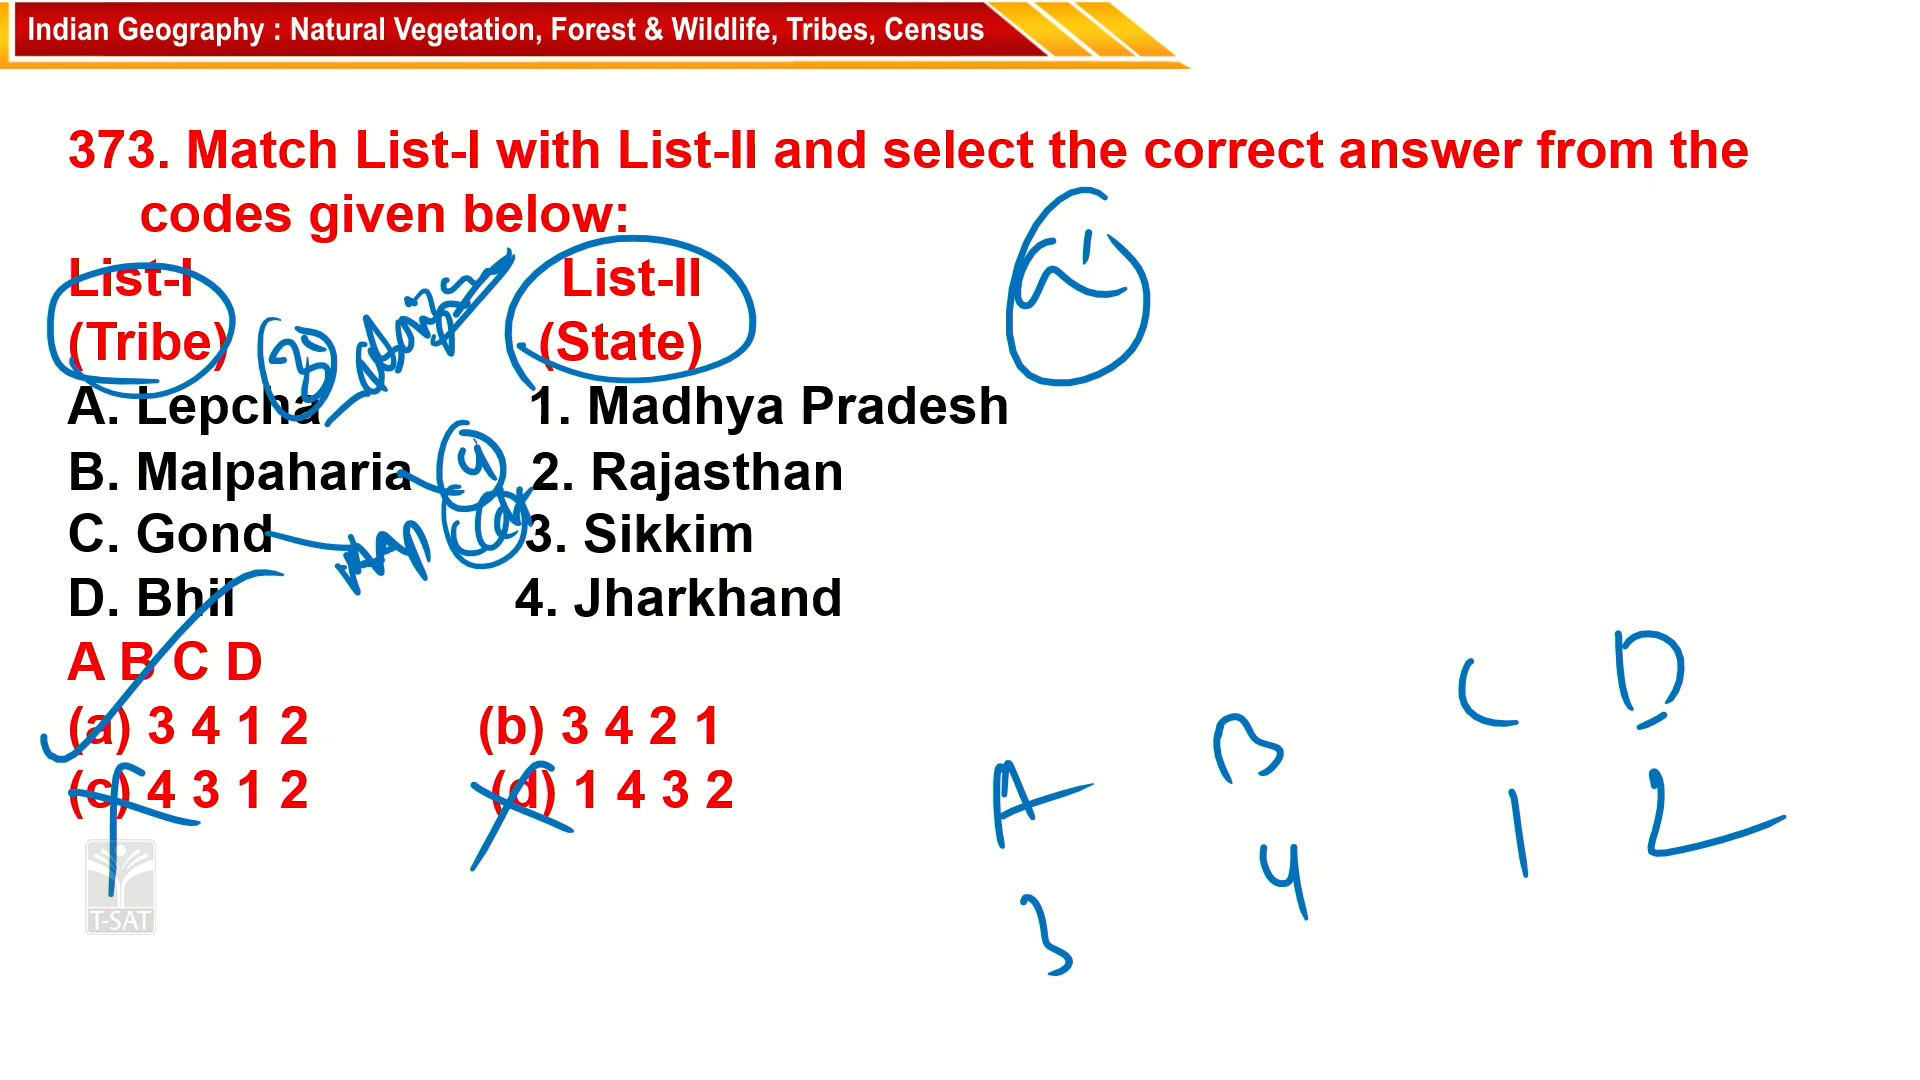 Indian Geography : Natural Vegetation, Forest & Wildlife, Tribes, Census
373. Match List-I with List-II and select the correct answer from the
codes given below:
List-I List-II
(Tribe) (State)
A. Lepcha 1. Madhya Pradesh
B. Malpaharia 4 2. Rajasthan
C. Gond 3. Sikkim
D. Bhil 4. Jharkhand
A B C D
(a) 3 4 1 2 (b) 3 4 2 1
(c) 4 3 1 2 (d) 1 4 3 2
A B C D
3 4 1 2
T-SAT